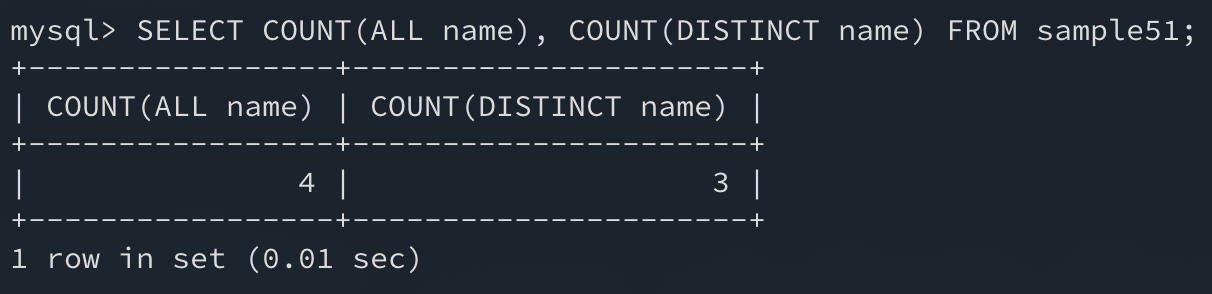 mysql> SELECT COUNT(ALL name), COUNT(DISTINCT name) FROM sample51;
+-----------------+----------------------+
| COUNT(ALL name) | COUNT(DISTINCT name) |
+-----------------+----------------------+
|               4 |                    3 |
+-----------------+----------------------+
1 row in set (0.01 sec)